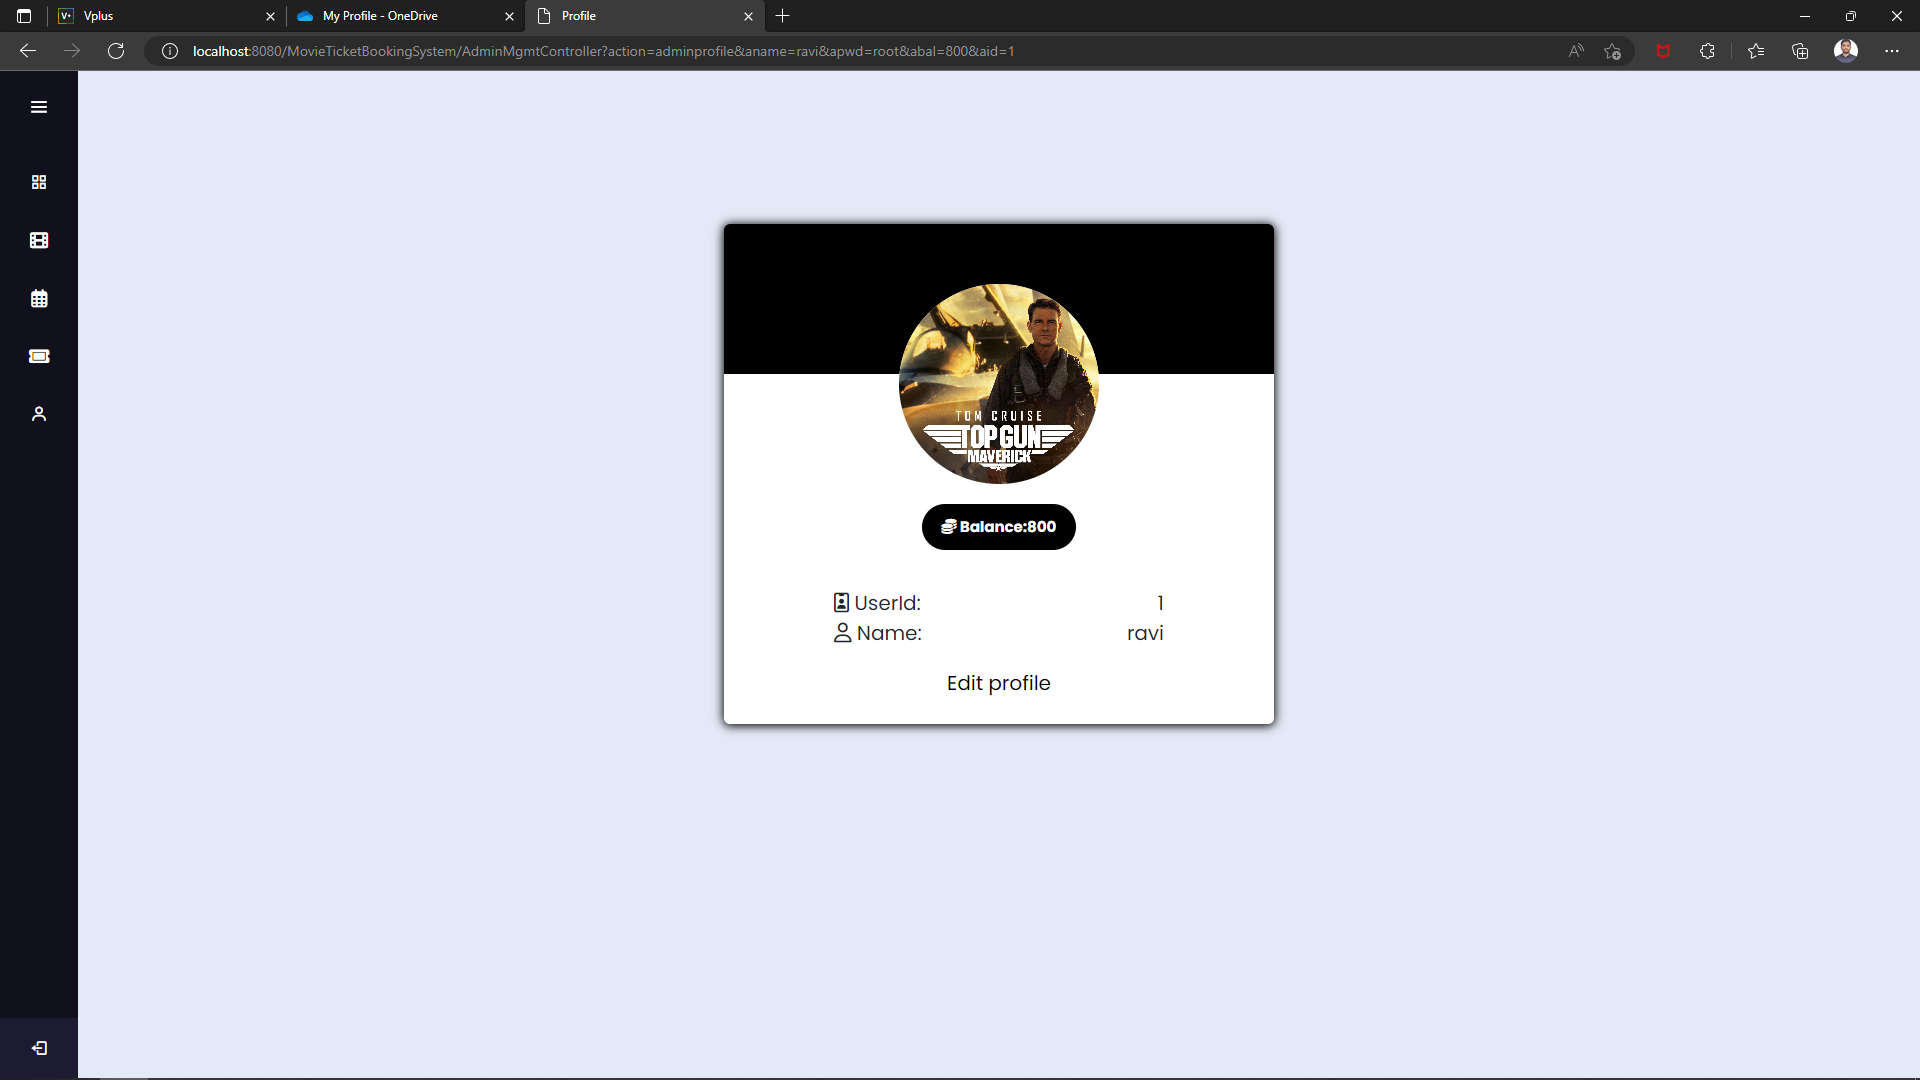 Vplus
My Profile - OneDrive
Profile
localhost:8080/MovieTicketBookingSystem/AdminMgmtController?action=adminprofile&aname=ravi&apwd=root&abal=800&aid=1
TOM CRUISE
TOP GUN
MAVERICK
Balance:800
UserId: 1
Name: ravi
Edit profile